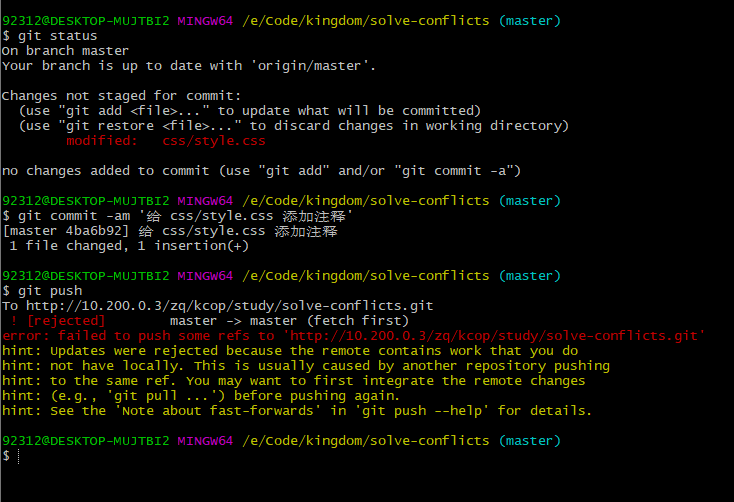 92312@DESKTOP-MUJTBI2 MINGW64 /e/Code/kingdom/solve-conflicts (master)
$ git status
On branch master
Your branch is up to date with 'origin/master'.
Changes not staged for commit:
  (use "git add <file>..." to update what will be committed)
  (use "git restore <file>..." to discard changes in working directory)
        modified:   css/style.css
no changes added to commit (use "git add" and/or "git commit -a")
92312@DESKTOP-MUJTBI2 MINGW64 /e/Code/kingdom/solve-conflicts (master)
$ git commit -am '给 css/style.css 添加注释'
[master 4ba6b92] 给 css/style.css 添加注释
 1 file changed, 1 insertion(+)
92312@DESKTOP-MUJTBI2 MINGW64 /e/Code/kingdom/solve-conflicts (master)
$ git push
To http://10.200.0.3/zq/kcop/study/solve-conflicts.git
 ! [rejected]        master -> master (fetch first)
error: failed to push some refs to 'http://10.200.0.3/zq/kcop/study/solve-conflicts.git'
hint: Updates were rejected because the remote contains work that you do
hint: not have locally. This is usually caused by another repository pushing
hint: to the same ref. You may want to first integrate the remote changes
hint: (e.g., 'git pull ...') before pushing again.
hint: See the 'Note about fast-forwards' in 'git push --help' for details.
92312@DESKTOP-MUJTBI2 MINGW64 /e/Code/kingdom/solve-conflicts (master)
$